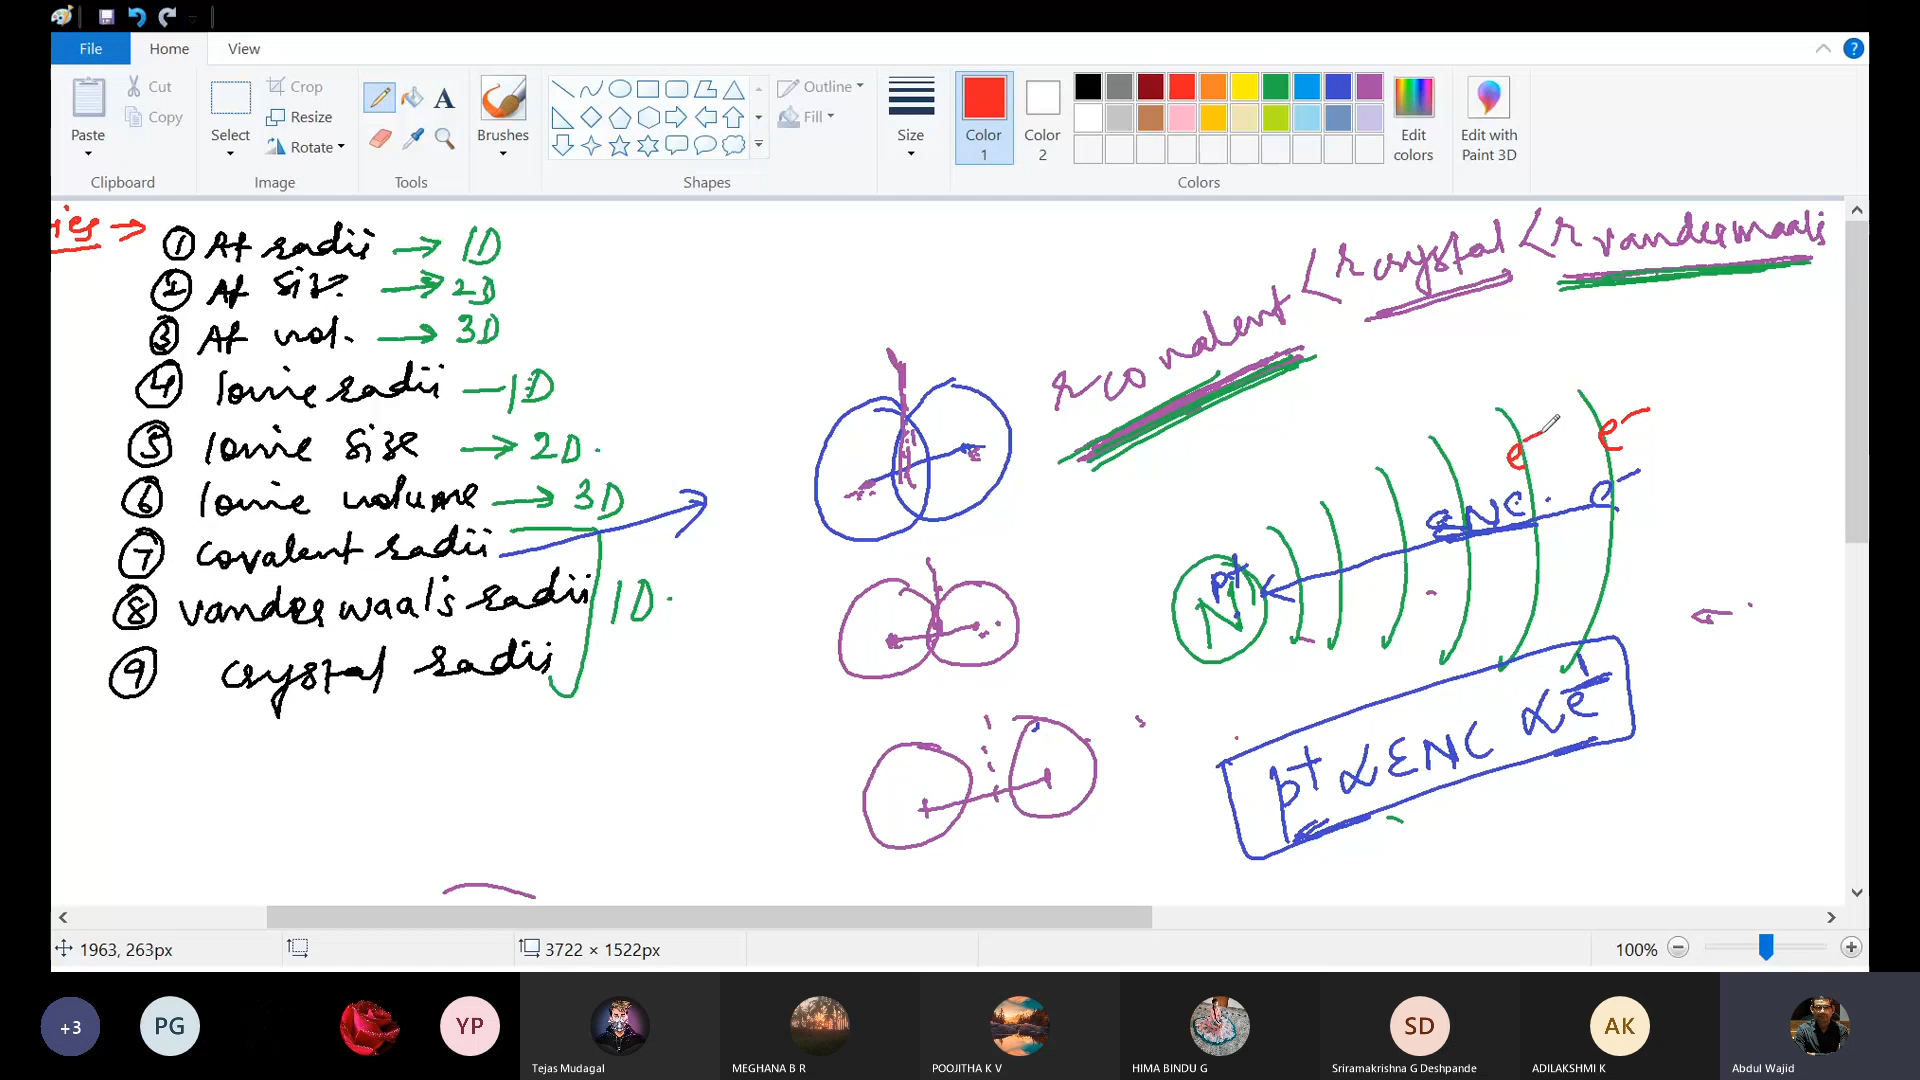 File Home View
Cut
Copy
Paste
Clipboard
Select
Crop
Resize
Rotate
Image
A
Tools
Brushes
Outline
Fill
Shapes
Size
Color 1
Color 2
Edit colors
Colors
Edit with Paint 3D
?
ies →
① At radii → 1D
② At size → 2D
③ At vol. → 3D
④ Ionic radii — 1D
⑤ Ionic size → 2D.
⑥ Ionic volume → 3D
⑦ covalent radii
⑧ vander waals radii 1D.
⑨ crystal radii
r covalent < r crystal < r vanderwaals
e- e-
ENC. e-
p+
N
p+ ∝ ENC ∝ 1/e-
1963, 263px
3722 × 1522px
100%
+3
PG
YP
Tejas Mudagal
MEGHANA B R
POOJITHA K V
HIMA BINDU G
SD
Sriramakrishna G Deshpande
AK
ADILAKSHMI K
Abdul Wajid